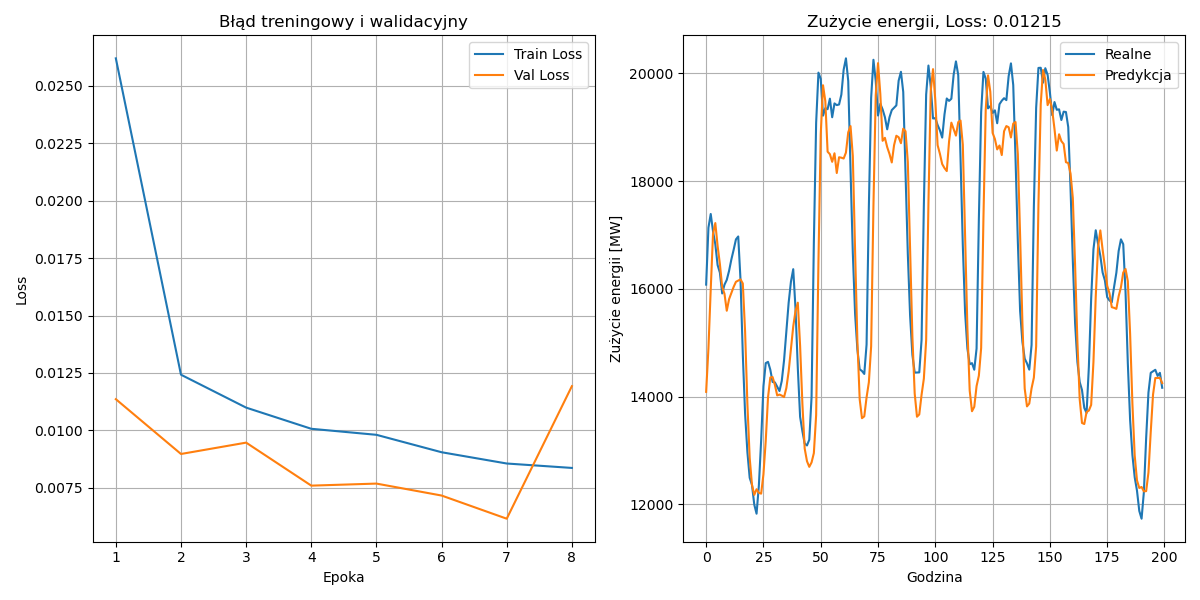 Błąd treningowy i walidacyjny
Train Loss
Val Loss
0.0250
0.0225
0.0200
0.0175
0.0150
0.0125
0.0100
0.0075
Loss
1 2 3 4 5 6 7 8
Epoka
Zużycie energii, Loss: 0.01215
Realne
Predykcja
20000
18000
16000
14000
12000
Zużycie energii [MW]
0 25 50 75 100 125 150 175 200
Godzina